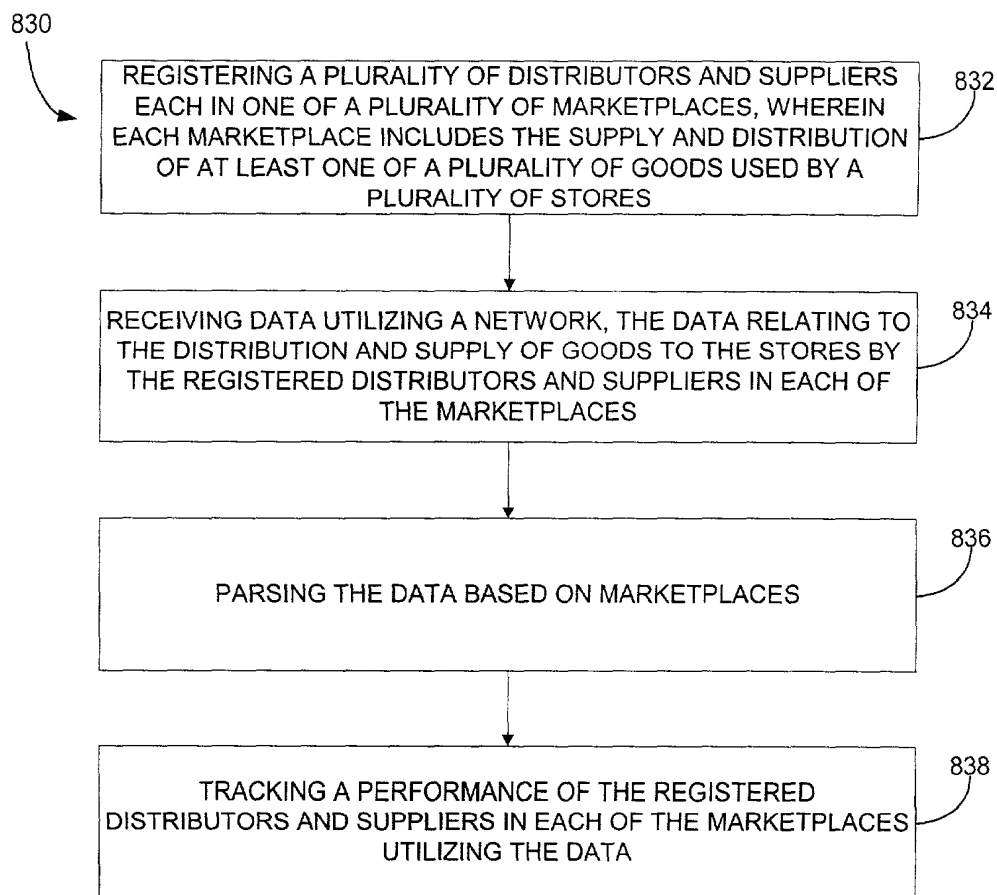 830
REGISTERING A PLURALITY OF DISTRIBUTORS AND SUPPLIERS
EACH IN ONE OF A PLURALITY OF MARKETPLACES, WHEREIN
EACH MARKETPLACE INCLUDES THE SUPPLY AND DISTRIBUTION
OF AT LEAST ONE OF A PLURALITY OF GOODS USED BY A
PLURALITY OF STORES
832
RECEIVING DATA UTILIZING A NETWORK, THE DATA RELATING TO
THE DISTRIBUTION AND SUPPLY OF GOODS TO THE STORES BY
THE REGISTERED DISTRIBUTORS AND SUPPLIERS IN EACH OF
THE MARKETPLACES
834
PARSING THE DATA BASED ON MARKETPLACES
836
TRACKING A PERFORMANCE OF THE REGISTERED
DISTRIBUTORS AND SUPPLIERS IN EACH OF THE MARKETPLACES
UTILIZING THE DATA
838